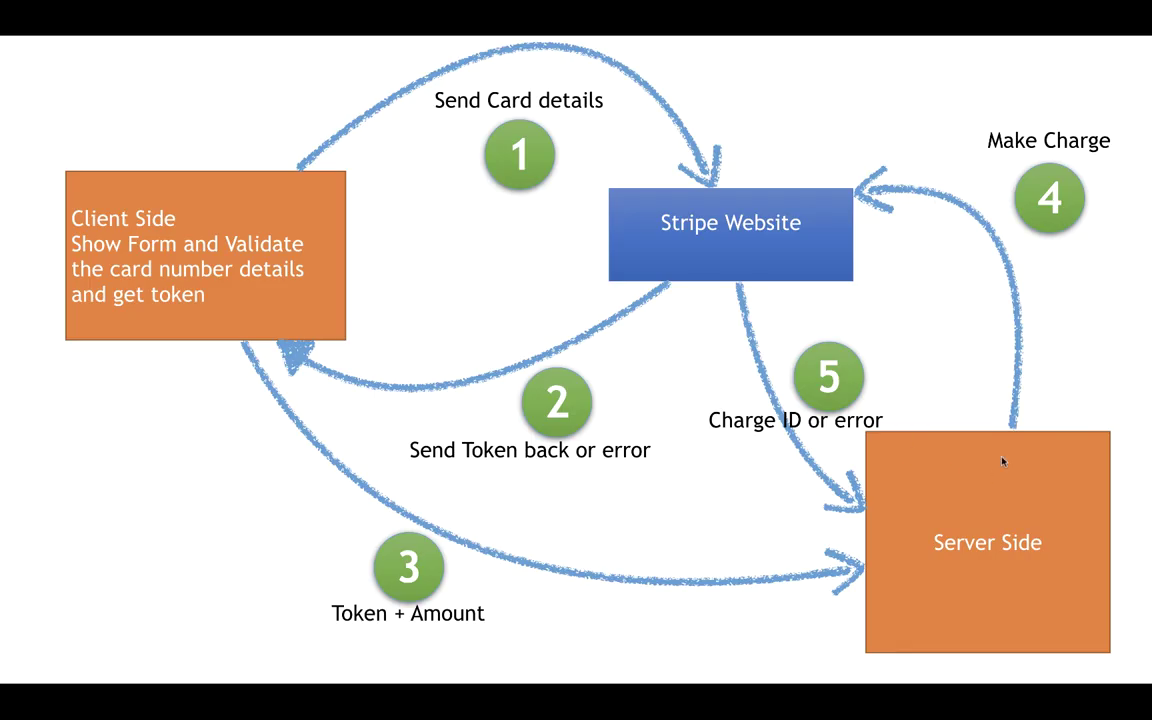 Send Card details
1
Make Charge
4
Client Side
Show Form and Validate
the card number details
and get token
Stripe Website
5
Charge ID or error
2
Send Token back or error
Server Side
3
Token + Amount